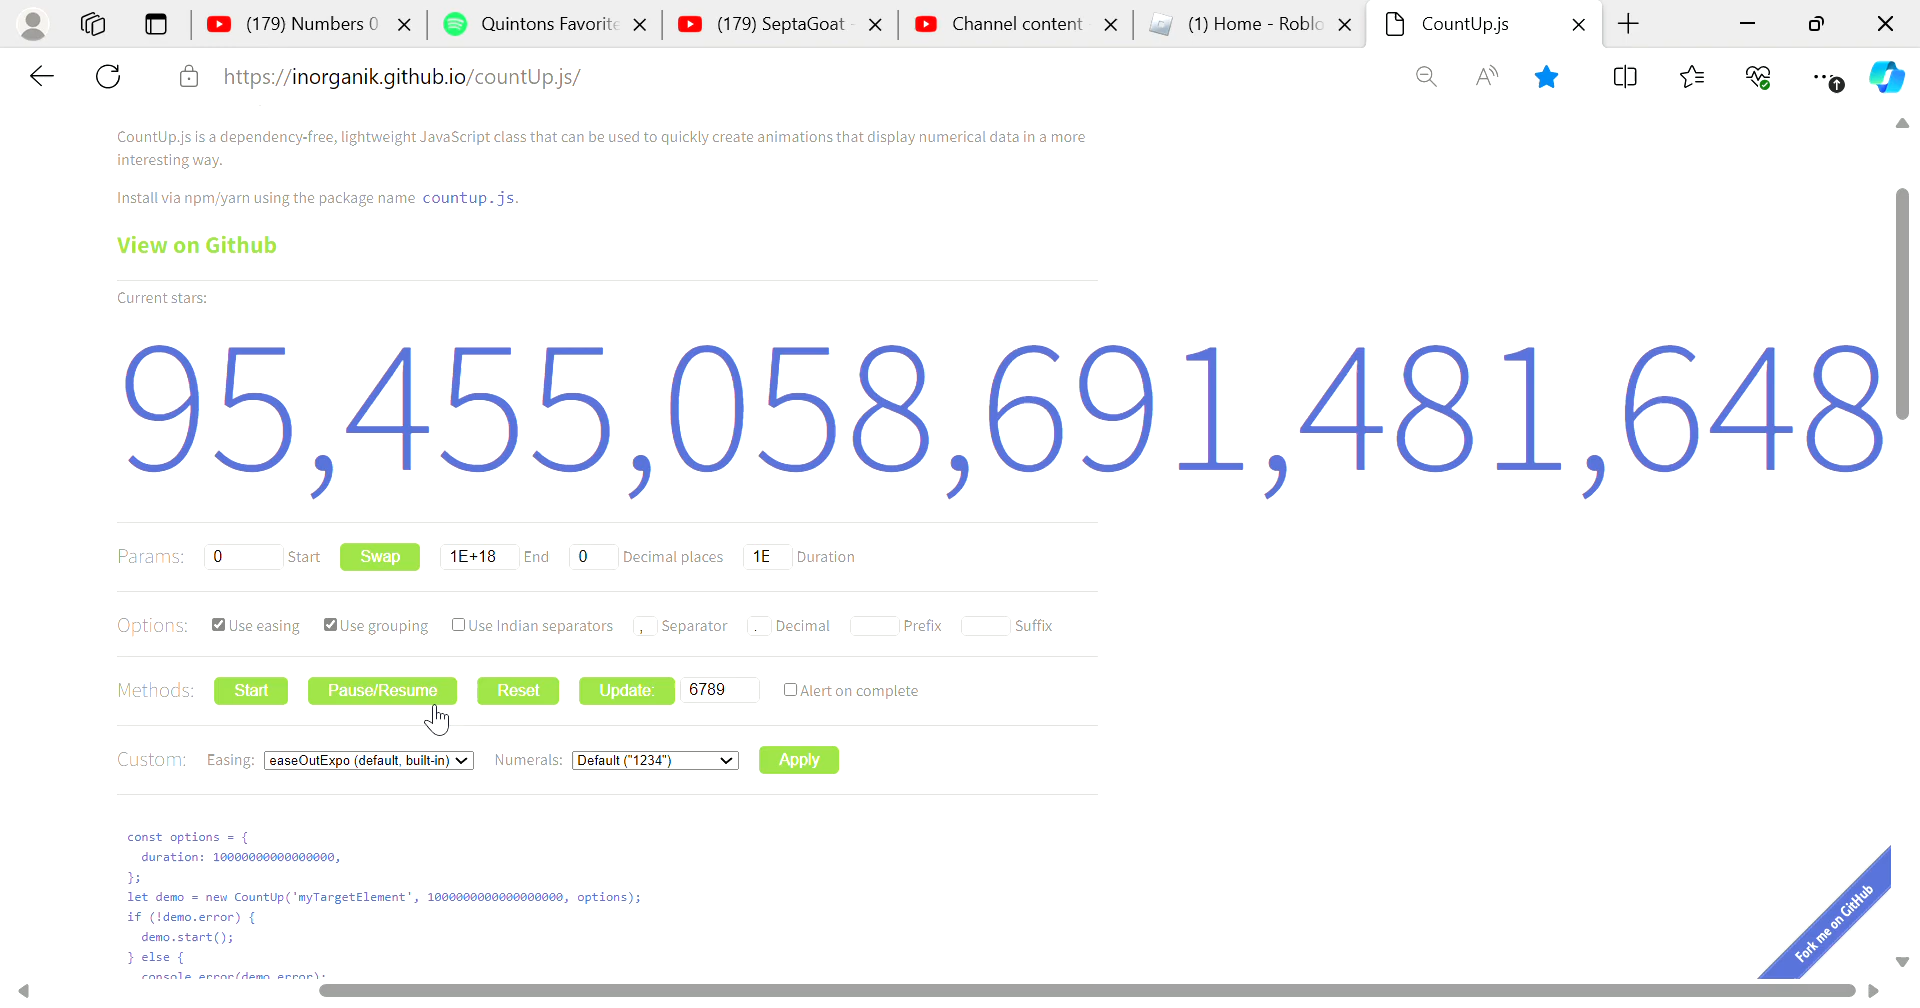 (179) Numbers 0
Quintons Favorite
(179) SeptaGoat -
Channel content
(1) Home - Roblo
CountUp.js
https://inorganik.github.io/countUp.js/
CountUp.js is a dependency-free, lightweight JavaScript class that can be used to quickly create animations that display numerical data in a more
interesting way.
Install via npm/yarn using the package name countup.js.
View on Github
Current stars:
95,455,058,691,481,648
Params: 0 Start Swap 1E+18 End 0 Decimal places 1E Duration
Options: Use easing Use grouping Use Indian separators , Separator . Decimal Prefix Suffix
Methods: Start Pause/Resume Reset Update: 6789 Alert on complete
Custom: Easing: easeOutExpo (default, built-in) Numerals: Default ("1234") Apply
const options = {
duration: 10000000000000000,
};
let demo = new CountUp('myTargetElement', 1000000000000000000, options);
if (!demo.error) {
demo.start();
} else {
console.error(demo.error);
Fork me on GitHub